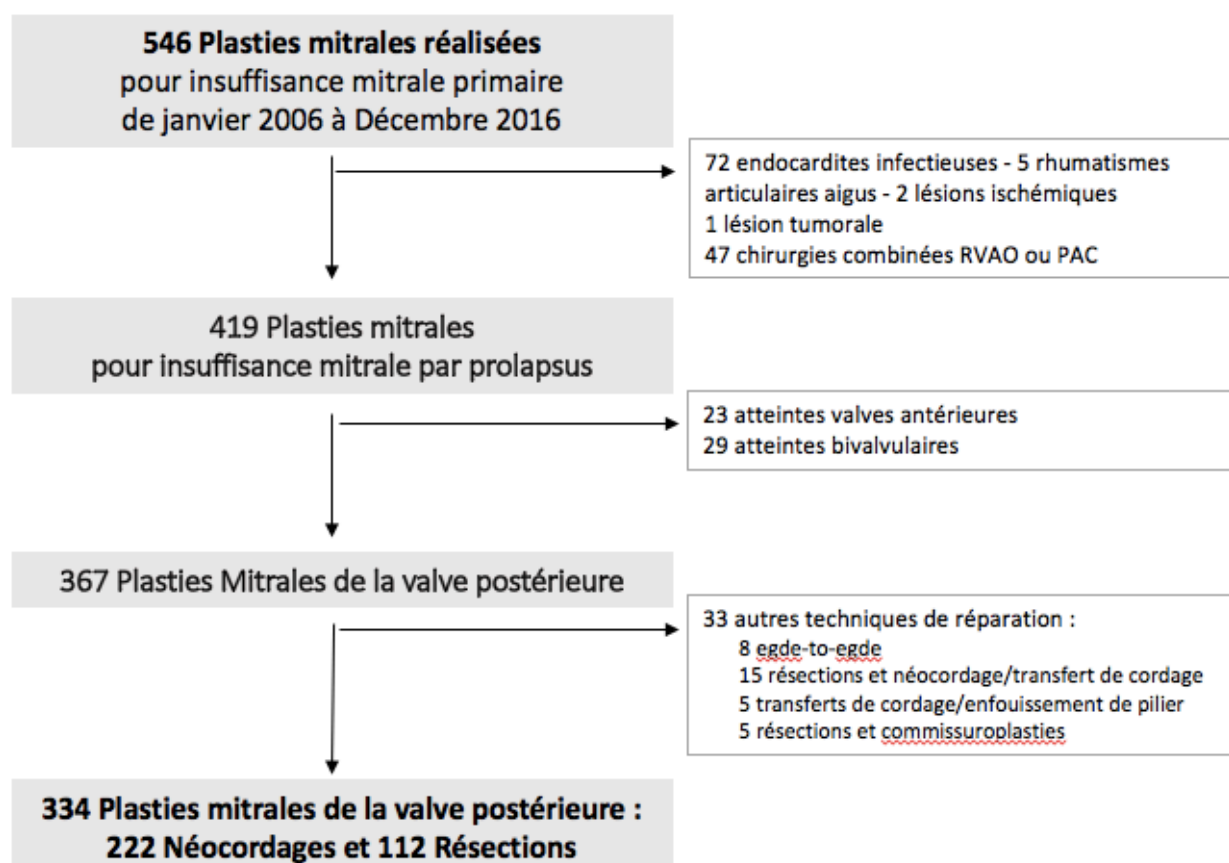 546 Plasties mitrales réalisées
pour insuffisance mitrale primaire
de janvier 2006 à Décembre 2016
72 endocardites infectieuses - 5 rhumatismes
articulaires aigus - 2 lésions ischémiques
1 lésion tumorale
47 chirurgies combinées RVAO ou PAC
419 Plasties mitrales
pour insuffisance mitrale par prolapsus
23 atteintes valves antérieures
29 atteintes bivalvulaires
367 Plasties Mitrales de la valve postérieure
33 autres techniques de réparation :
8 egde-to-egde
15 résections et néocordage/transfert de cordage
5 transferts de cordage/enfouissement de pilier
5 résections et commissuroplasties
334 Plasties mitrales de la valve postérieure :
222 Néocordages et 112 Résections